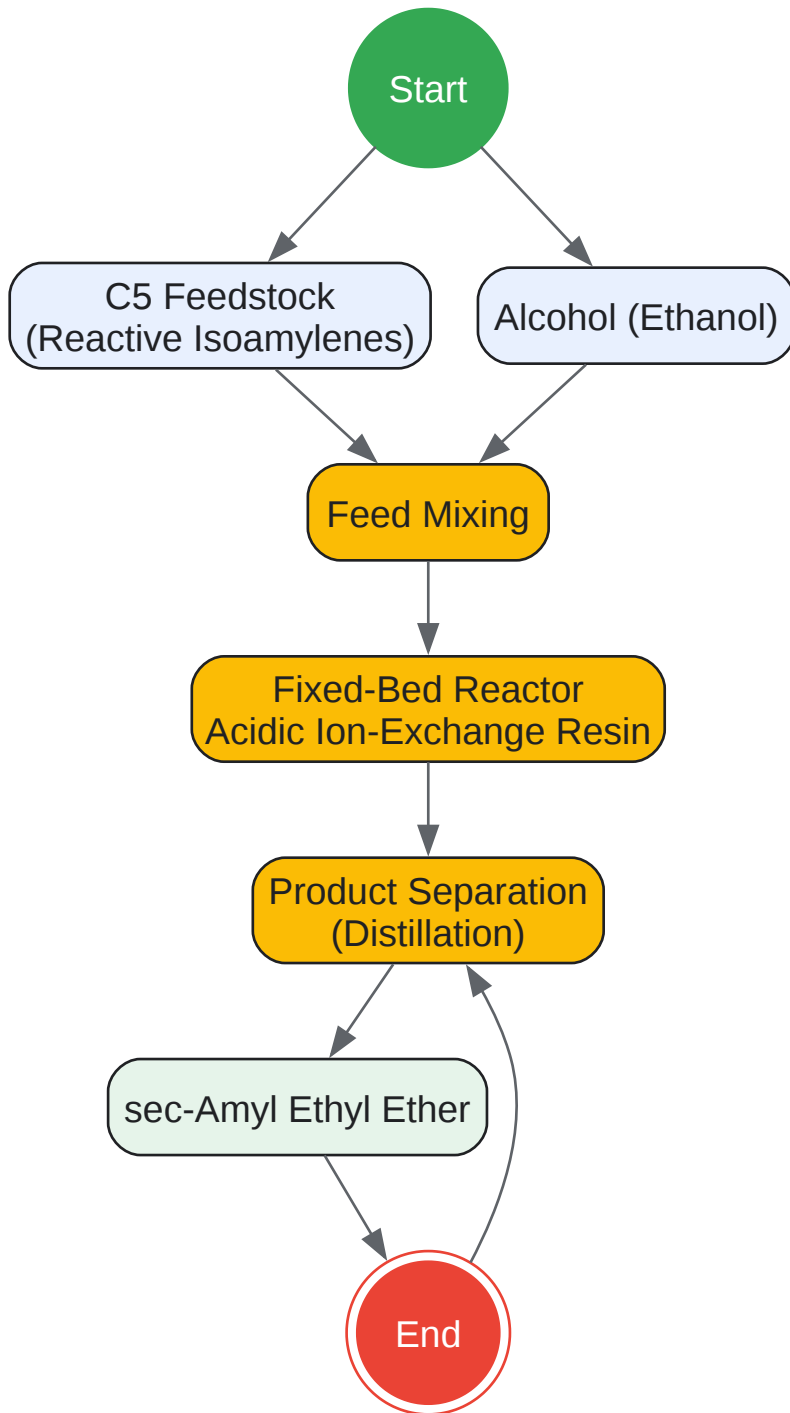 Start
C5 Feedstock
(Reactive Isoamylenes)
Alcohol (Ethanol)
Feed Mixing
Fixed-Bed Reactor
Acidic Ion-Exchange Resin
Product Separation
(Distillation)
sec-Amyl Ethyl Ether
End